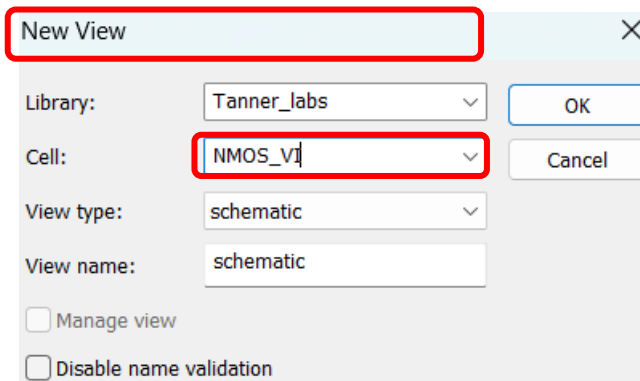 New View
Library: Tanner_labs OK
Cell: NMOS_VI Cancel
View type: schematic
View name: schematic
Manage view
Disable name validation